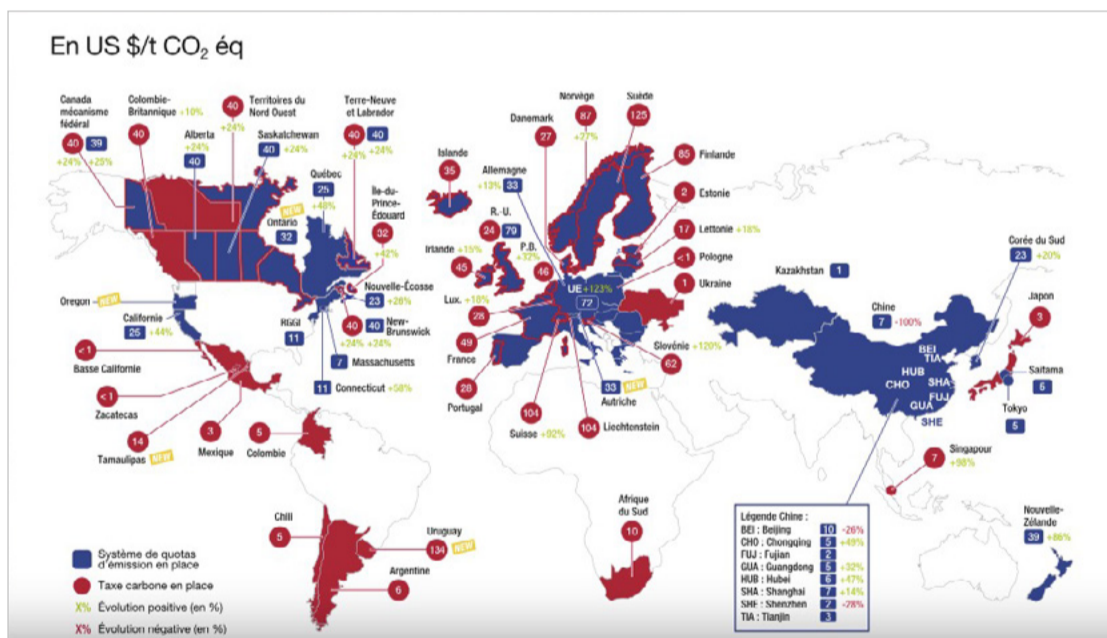 En US $/t CO₂ éq
Canada
mécanisme
fédéral
40 39
+24% +25%
Colombie-
Britannique +10%
40
Alberta
+24%
40
40
+24%
Territoires du
Nord Ouest
Saskatchewan
40 +24%
Terre-Neuve
et Labrador
40 40
+24% +24%
Québec
25
NEW
Ontario
32
Île-du-
Prince-
Édouard
32
+42%
Nouvelle-Écosse
23 +26%
40 40 New-
Brunswick
+24% +24%
Oregon NEW
Californie
25 +44%
RGGI
11
7 Massachusetts
11 Connecticut +58%
<1
Basse Californie
<1
Zacatecas
14
Tamaulipas NEW
3
Mexique
5
Colombie
Chili
5
Uruguay
134 NEW
Argentine
6
Islande
35
Norvège
87
+27%
Suède
125
Danemark
27
Allemagne
+13% 33
85 Finlande
2 Estonie
17 Lettonie +18%
<1 Pologne
1 Ukraine
R.-U.
24 79
P.B.
+32%
46
Irlande +15%
45
Lux. +18%
28
UE +123%
72
49
France
28
Portugal
104
Suisse +92%
104 Liechtenstein
33 NEW
Autriche
Slovénie +120%
62
Afrique
du Sud
10
Kazakhstan 1
Chine
7 -100%
BEI
TIA
HUB
CHO
SHA
FUJ
GUA
SHE
Corée du Sud
23 +20%
Japon
3
Saitama
5
Tokyo
5
Singapour
7
+98%
Nouvelle-
Zélande
39 +86%
Légende Chine :
BEI : Beijing 10 -26%
CHO : Chongqing 5 +49%
FUJ : Fujian 2
GUA : Guangdong 5 +32%
HUB : Hubei 6 +47%
SHA : Shanghai 7 +14%
SHE : Shenzhen 2 -28%
TIA : Tianjin 3
Système de quotas
d'émission en place
Taxe carbone en place
X% Évolution positive (en %)
X% Évolution négative (en %)